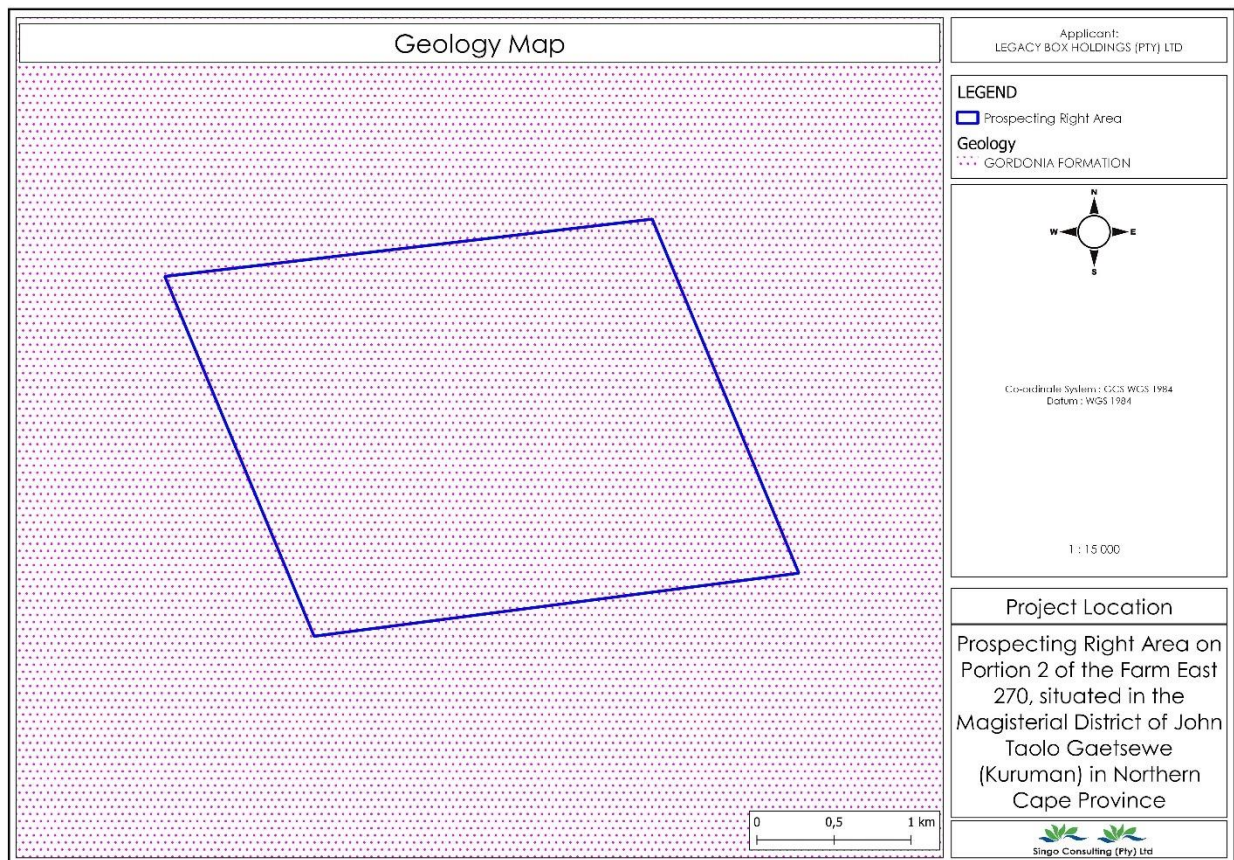 Geology Map
Applicant:
LEGACY BOX HOLDINGS (PTY) LTD
LEGEND
Prospecting Right Area
Geology
GORDONIA FORMATION
N
W E
S
Co-ordinate System : GCS WGS 1984
Datum : WGS 1984
1 : 15 000
Project Location
Prospecting Right Area on
Portion 2 of the Farm East
270, situated in the
Magisterial District of John
Taolo Gaetsewe
(Kuruman) in Northern
Cape Province
0 0,5 1 km
Singo Consulting (Pty) Ltd